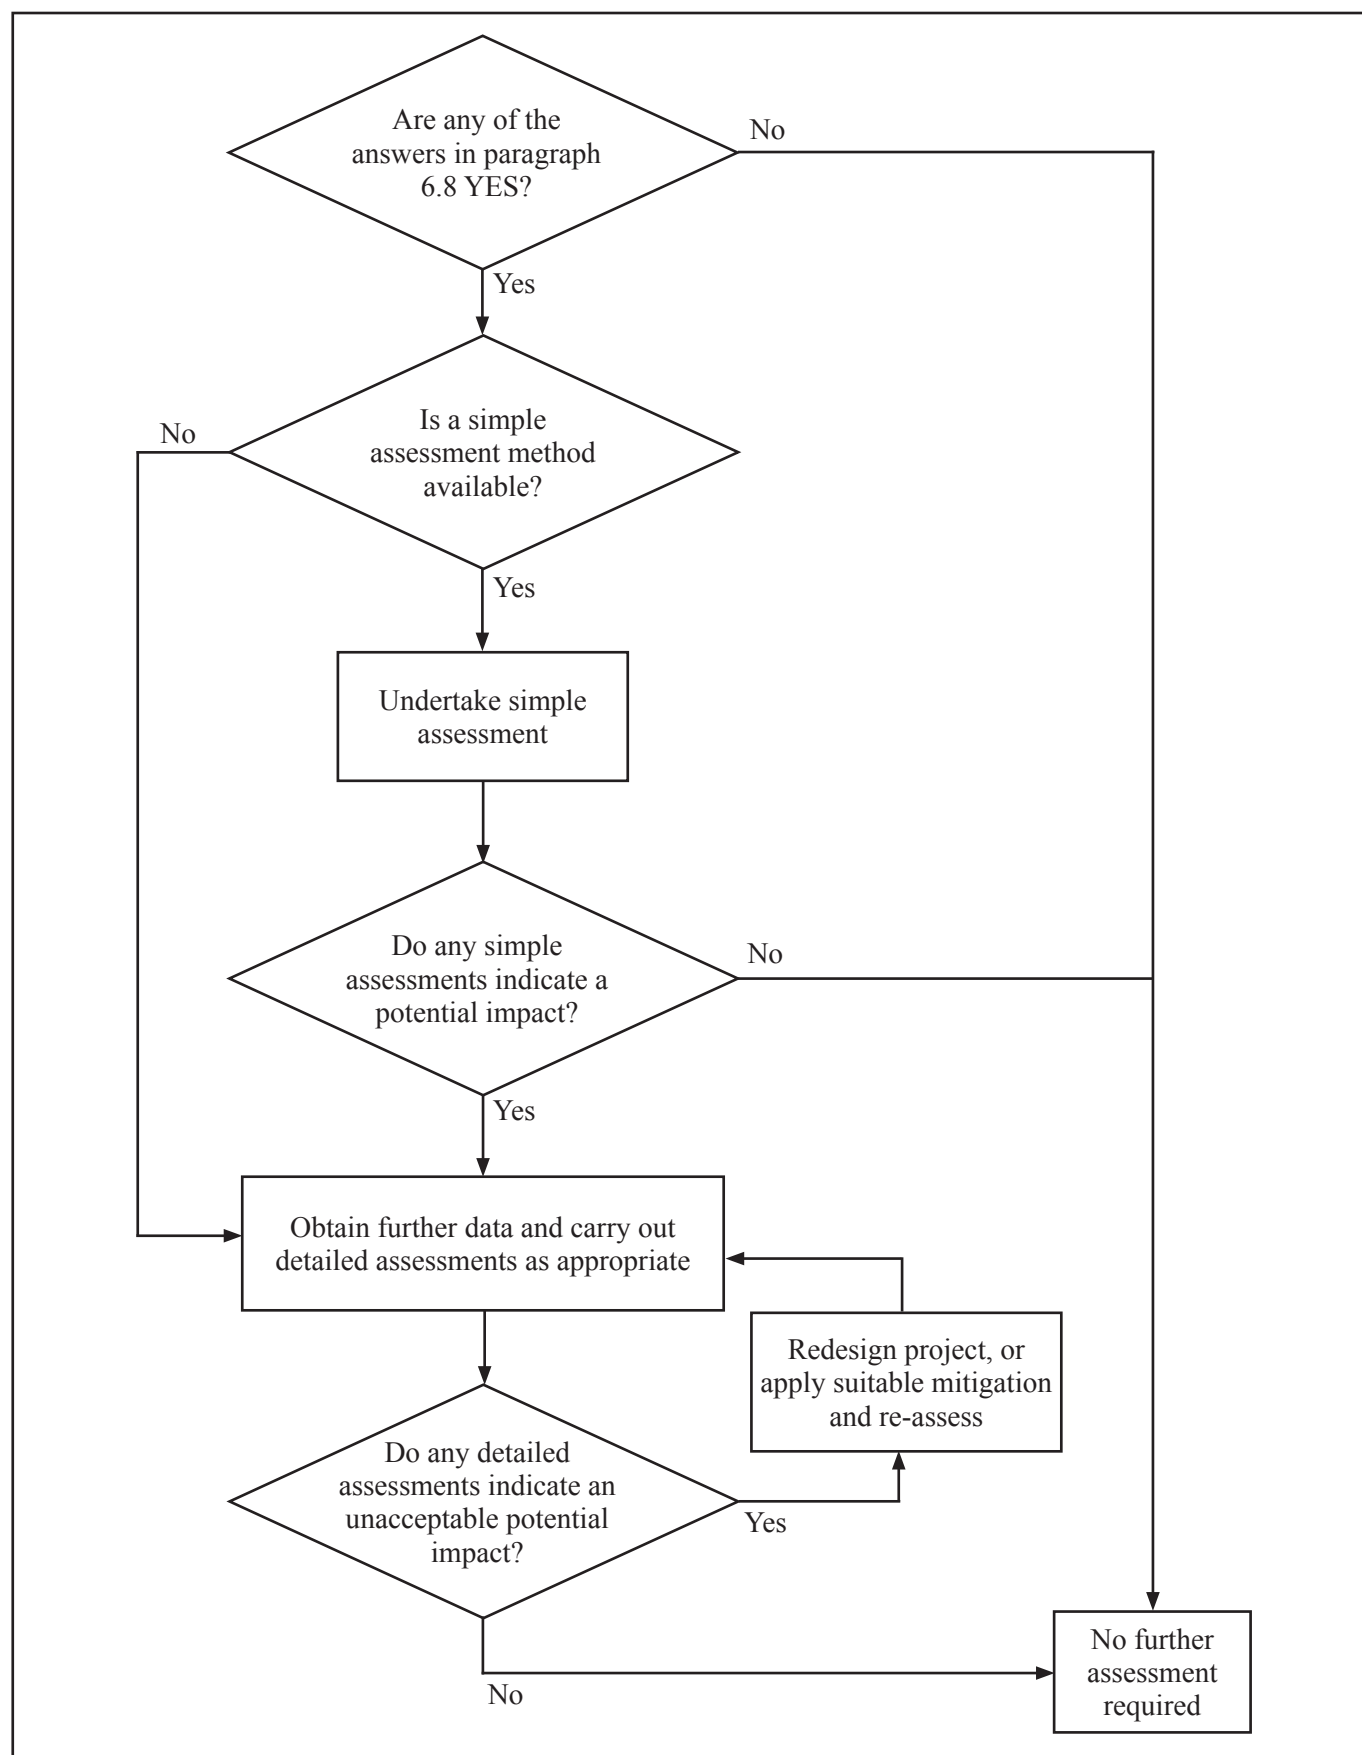 Are any of the
answers in paragraph
6.8 YES?
No
Yes
Is a simple
assessment method
available?
No
Yes
Undertake simple
assessment
Do any simple
assessments indicate a
potential impact?
No
Yes
Obtain further data and carry out
detailed assessments as appropriate
Redesign project, or
apply suitable mitigation
and re-assess
Do any detailed
assessments indicate an
unacceptable potential
impact?
Yes
No
No further
assessment
required